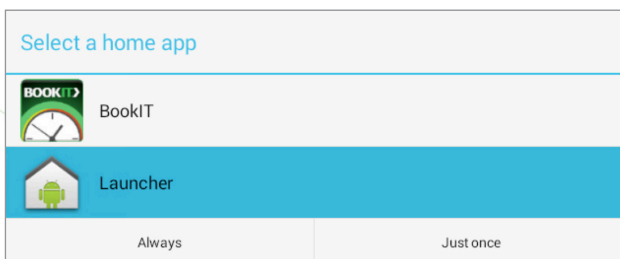 Select a home app
BOOKIT>
BookIT
Launcher
Always Just once